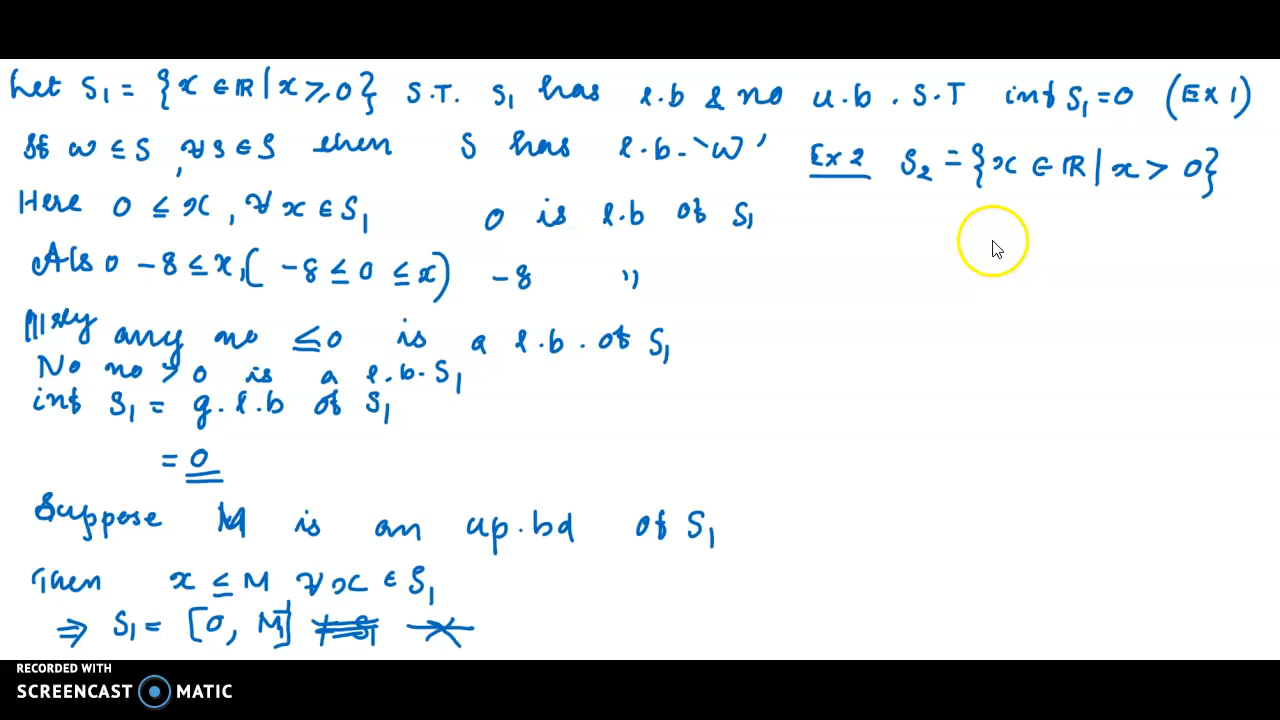 Let S₁ = {x ∈ ℝ | x ≥ 0} S.T. S₁ has l.b & no u.b. S.T inf S₁ = 0 (Ex 1)
If w ≤ s, ∀ s ∈ S then S has l.b. 'w'
Here 0 ≤ x, ∀ x ∈ S₁ 0 is l.b of S₁
Also -8 ≤ x, (-8 ≤ 0 ≤ x) -8 "
|||rly any no ≤ 0 is a l.b. of S₁
No no > 0 is a l.b. S₁
inf S₁ = g.l.b of S₁
= 0
Suppose M is an up.bd of S₁
Then x ≤ M ∀ x ∈ S₁
⇒ S₁ = [0, M]
Ex 2 S₂ = {x ∈ ℝ | x > 0}
RECORDED WITH
SCREENCAST MATIC